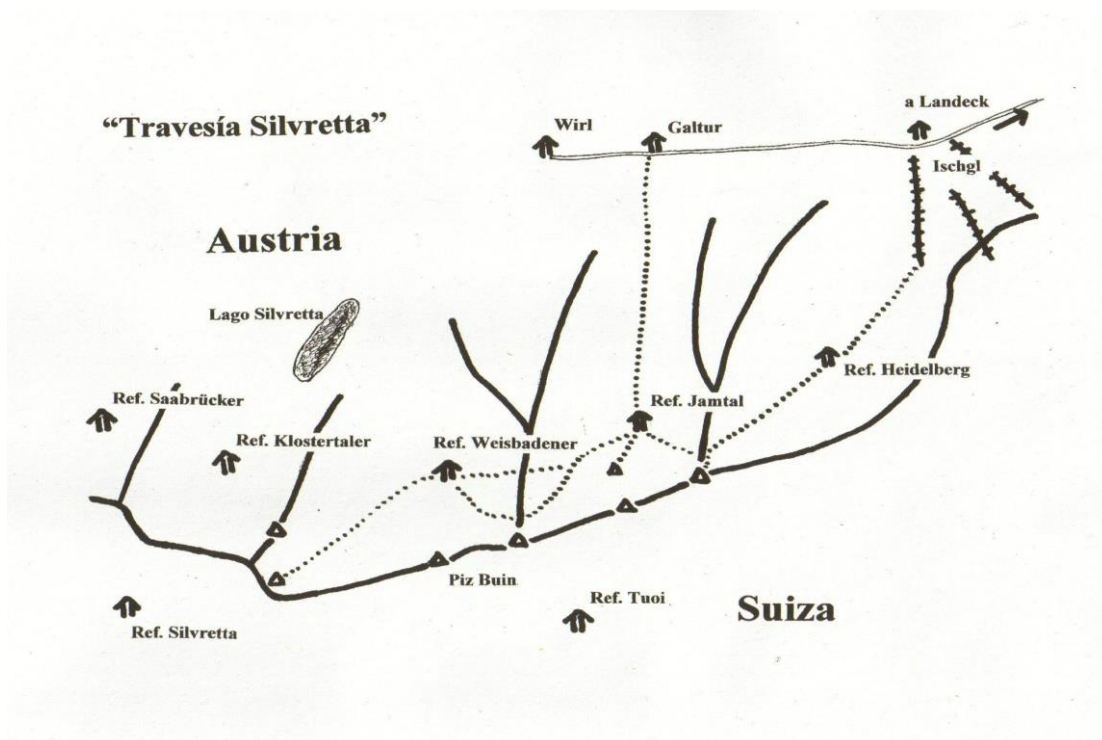 “Travesía Silvretta”
Wirl
Galtur
a Landeck
Ischgl
Austria
Lago Silvretta
Ref. Heidelberg
Ref. Saabrücker
Ref. Jamtal
Ref. Klostertaler
Ref. Weisbadener
Piz Buin
Ref. Tuoi
Suiza
Ref. Silvretta